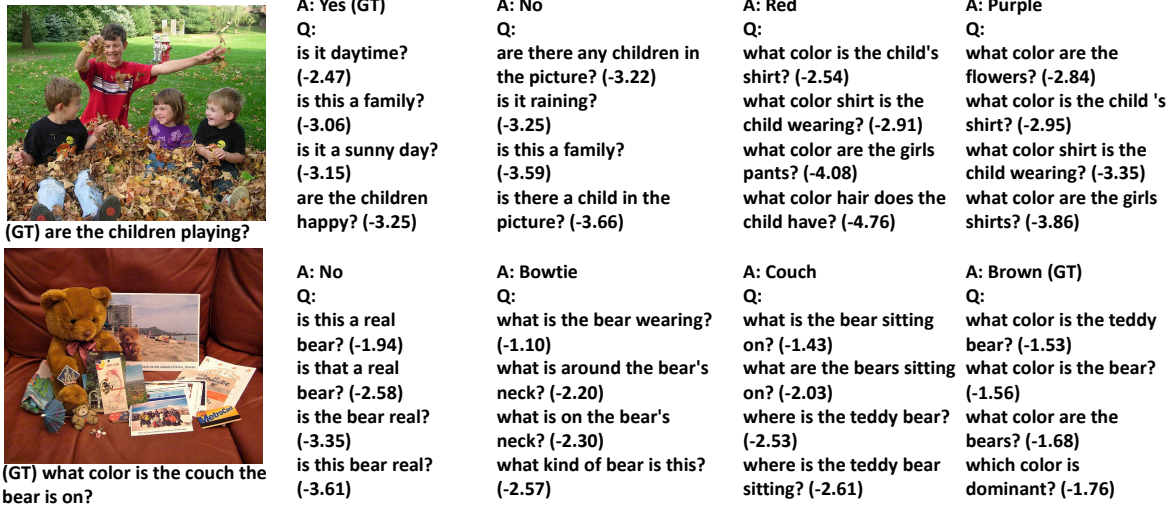 A: Yes (GT)
Q:
is it daytime?
(-2.47)
is this a family?
(-3.06)
is it a sunny day?
(-3.15)
are the children
happy? (-3.25)
A: No
Q:
are there any children in
the picture? (-3.22)
is it raining?
(-3.25)
is this a family?
(-3.59)
is there a child in the
picture? (-3.66)
A: Red
Q:
what color is the child's
shirt? (-2.54)
what color shirt is the
child wearing? (-2.91)
what color are the girls
pants? (-4.08)
what color hair does the
child have? (-4.76)
A: Purple
Q:
what color are the
flowers? (-2.84)
what color is the child 's
shirt? (-2.95)
what color shirt is the
child wearing? (-3.35)
what color are the girls
shirts? (-3.86)
(GT) are the children playing?
A: No
Q:
is this a real
bear? (-1.94)
is that a real
bear? (-2.58)
is the bear real?
(-3.35)
is this bear real?
(-3.61)
A: Bowtie
Q:
what is the bear wearing?
(-1.10)
what is around the bear's
neck? (-2.20)
what is on the bear's
neck? (-2.30)
what kind of bear is this?
(-2.57)
A: Couch
Q:
what is the bear sitting
on? (-1.43)
what are the bears sitting
on? (-2.03)
where is the teddy bear?
(-2.53)
where is the teddy bear
sitting? (-2.61)
A: Brown (GT)
Q:
what color is the teddy
bear? (-1.53)
what color is the bear?
(-1.56)
what color are the
bears? (-1.68)
which color is
dominant? (-1.76)
MetroCard
(GT) what color is the couch the
bear is on?